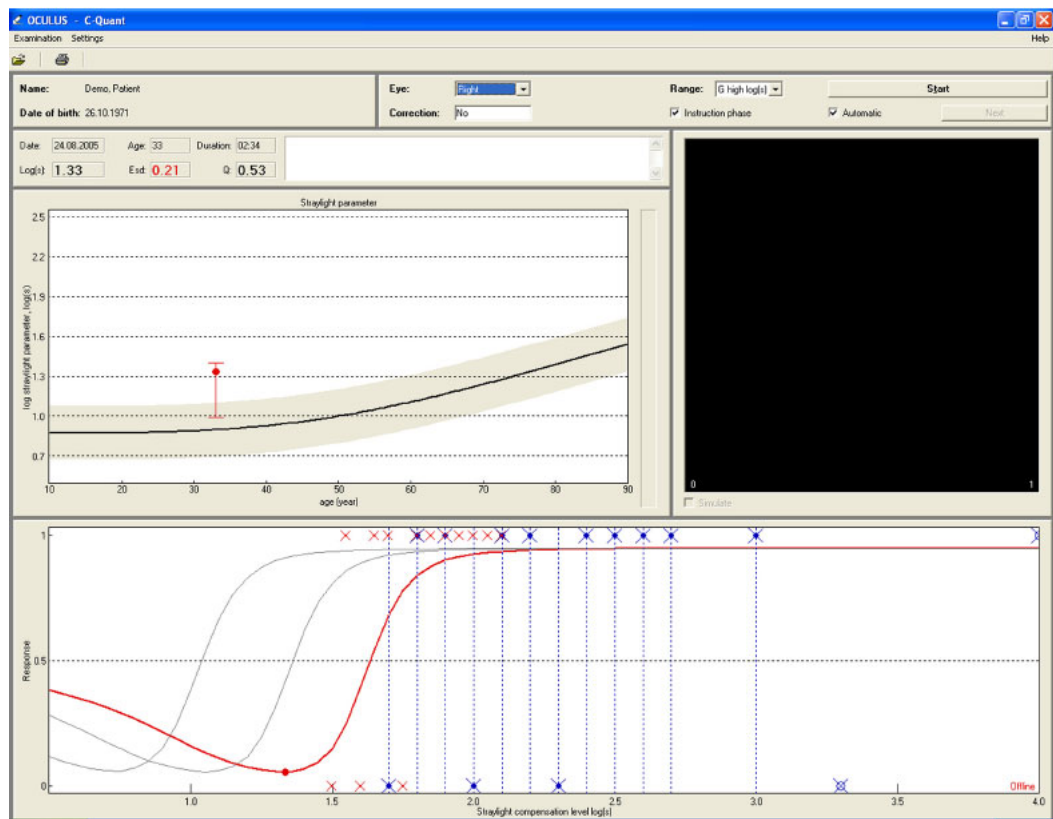 OCULUS - C-Quant
Examination Settings Help
Name: Demo, Patient
Date of birth: 26.10.1971
Eye: Right
Correction: No
Range: G high log(s) Start
Instruction phase Automatic Next
Date: 24.08.2005 Age: 33 Duration: 02:34
Log(s) 1.33 Esd: 0.21 Q: 0.53
Straylight parameter
2.5
2.2
1.9
1.6
1.3
1.0
0.7
log straylight parameter, log(s)
10 20 30 40 50 60 70 80 90
age (year)
0 1
Simulate
1
0.5
0
Response
Offline
1.0 1.5 2.0 2.5 3.0 3.5 4.0
Straylight compensation level log(s)